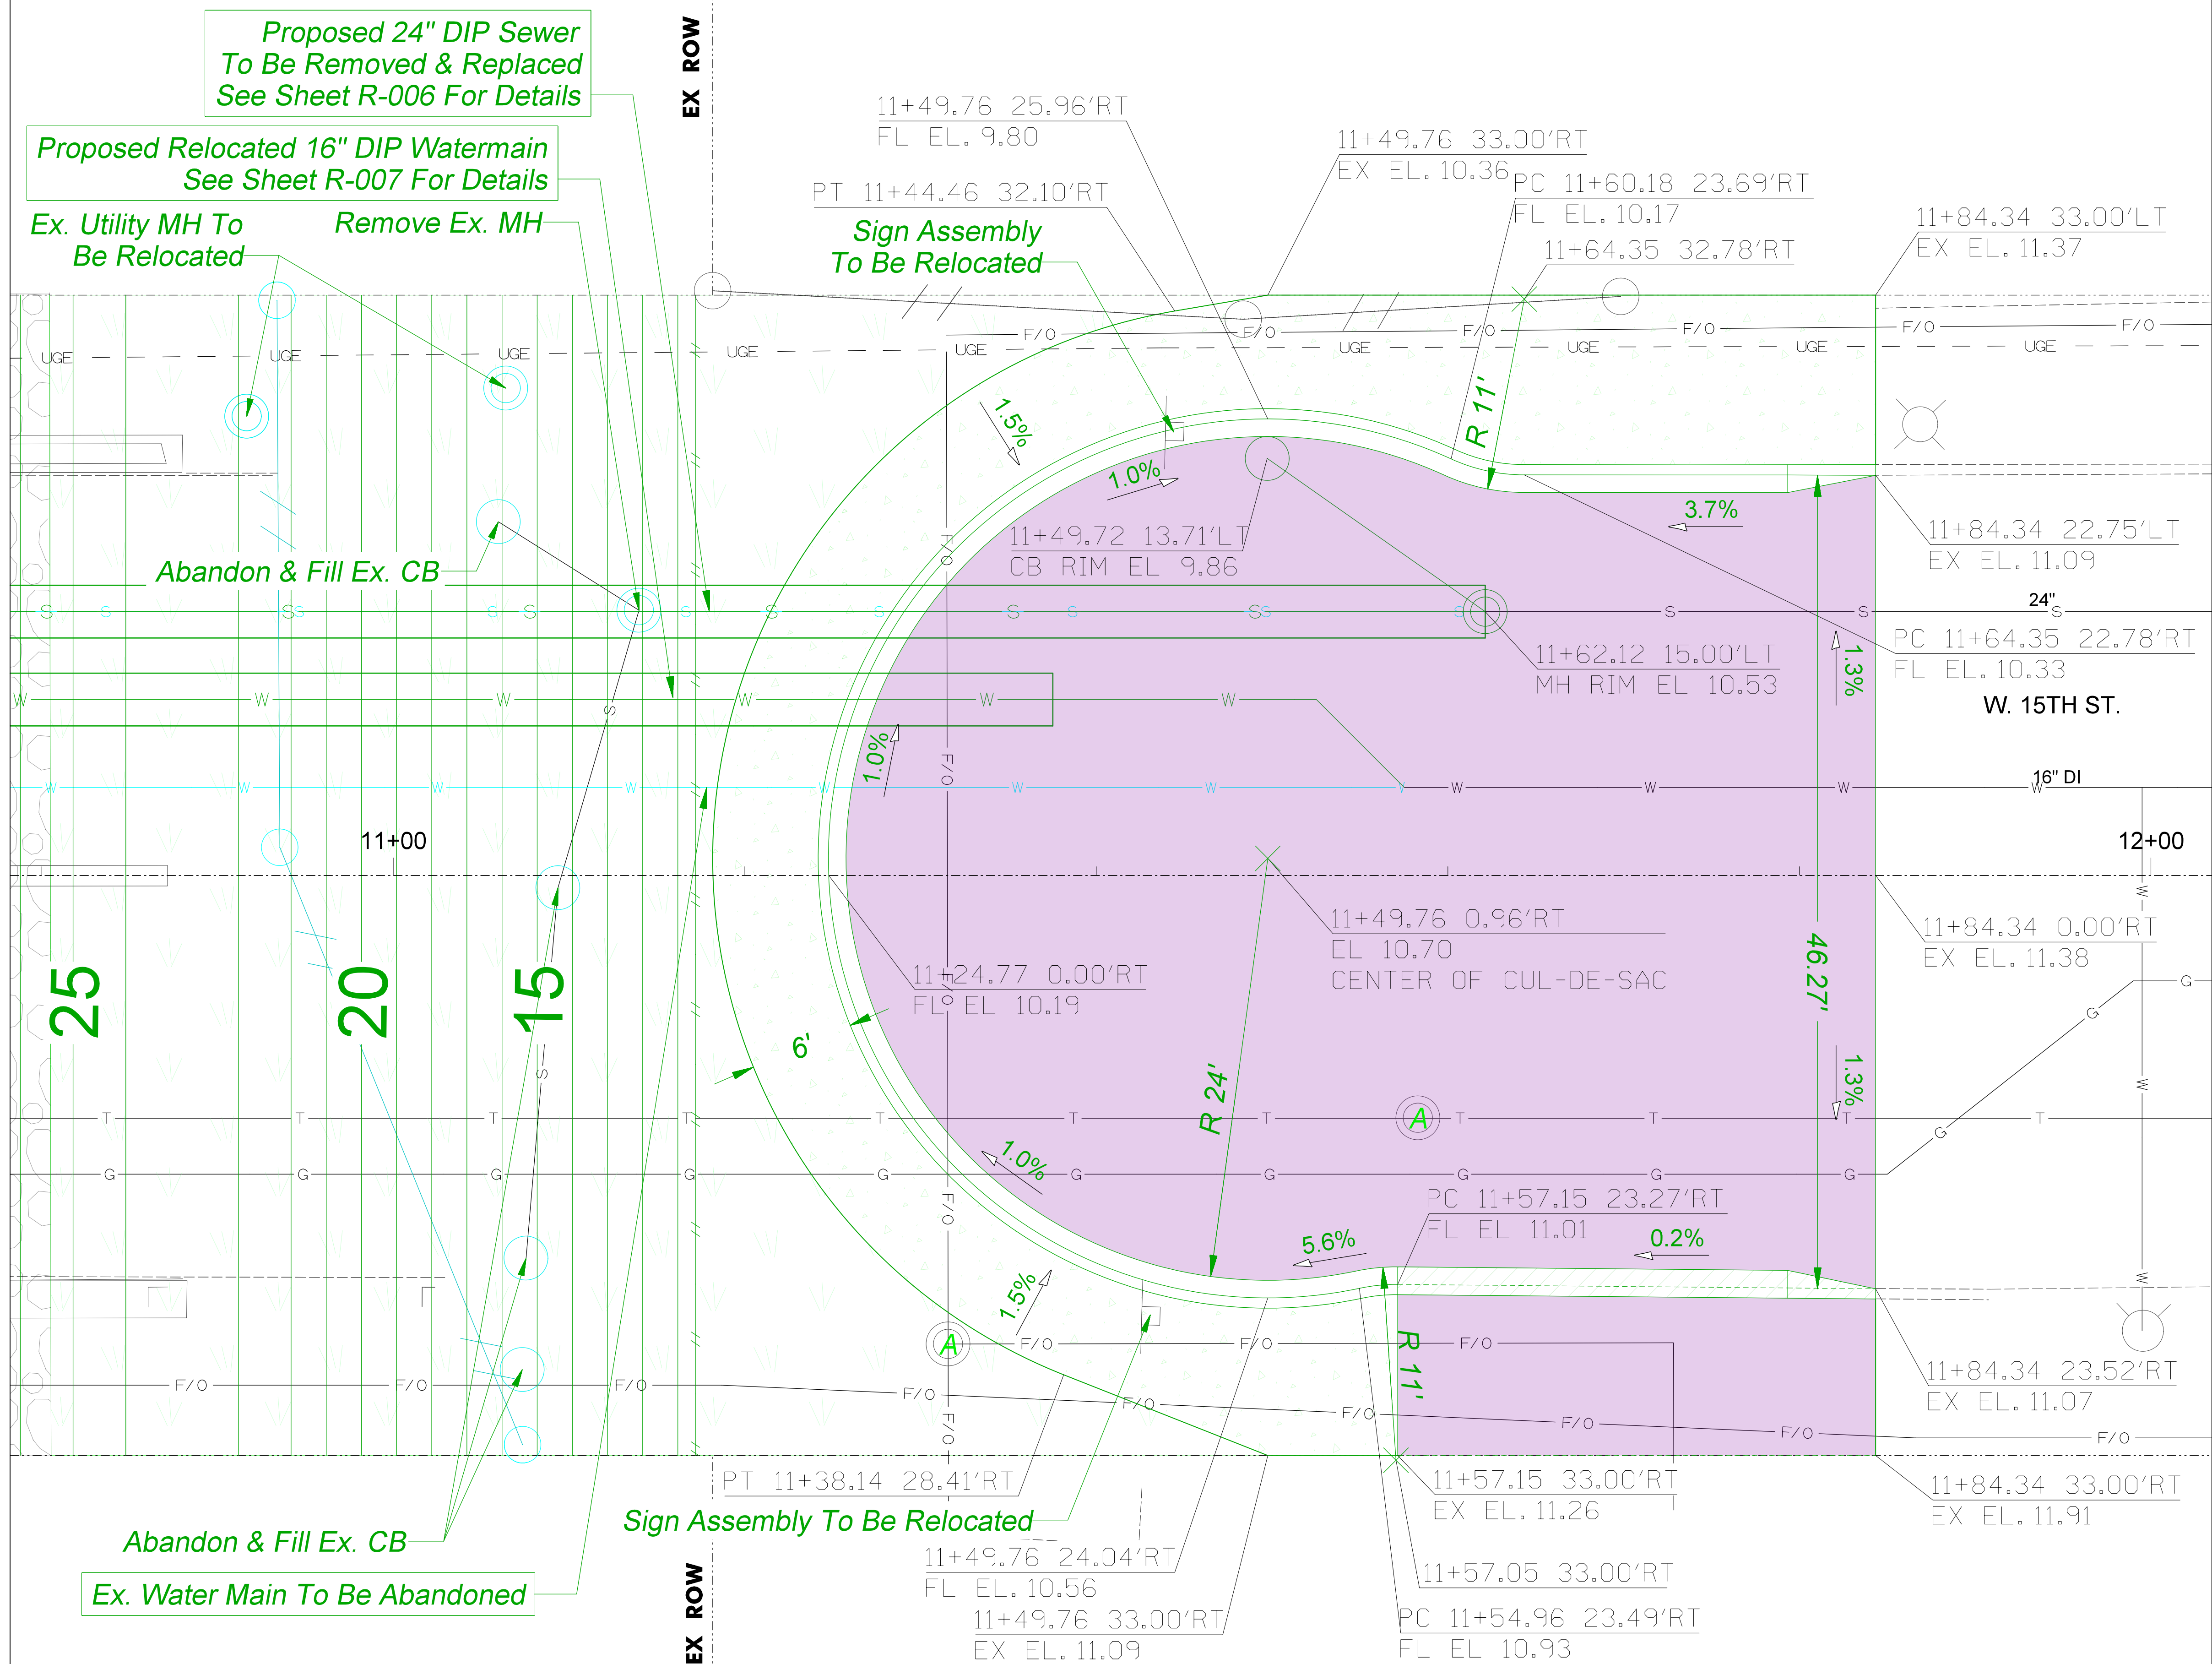 Proposed 24" DIP Sewer
To Be Removed & Replaced
See Sheet R-006 For Details
Proposed Relocated 16" DIP Watermain
See Sheet R-007 For Details
Ex. Utility MH To
Be Relocated
Remove Ex. MH
EX ROW
11+49.76 25.96'RT
FL EL. 9.80
PT 11+44.46 32.10'RT
Sign Assembly
To Be Relocated
11+49.76 33.00'RT
EX EL. 10.36
PC 11+60.18 23.69'RT
FL EL. 10.17
11+64.35 32.78'RT
11+84.34 33.00'LT
EX EL. 11.37
F/O F/O F/O F/O F/O F/O
UGE UGE UGE UGE UGE UGE UGE UGE UGE
1.5%
R 11'
1.0%
3.7%
11+49.72 13.71'LT
CB RIM EL 9.86
F/O
11+84.34 22.75'LT
EX EL. 11.09
Abandon & Fill Ex. CB
S S S S S S S S S S S S S S S S S
24"
11+62.12 15.00'LT
MH RIM EL 10.53
1.3%
PC 11+64.35 22.78'RT
FL EL. 10.33
W. 15TH ST.
W W W W W W
S
1.0%
F/O
W W W W W W W W W W W W
16" DI
11+00
12+00
W
11+49.76 0.96'RT
EL 10.70
CENTER OF CUL-DE-SAC
11+84.34 0.00'RT
EX EL. 11.38
11+24.77 0.00'RT
FL EL 10.19
F/O
46.27'
G
G
25
20
15
6'
S
R 24'
1.3%
W
T T T T T T T A T T T T
G
G G G G G G G G G G
1.0%
PC 11+57.15 23.27'RT
FL EL 11.01
F/O
5.6%
0.2%
W
1.5%
A
F/O F/O F/O
R 11'
11+84.34 23.52'RT
EX EL. 11.07
F/O F/O F/O F/O F/O F/O F/O F/O F/O
F/O
PT 11+38.14 28.41'RT
11+57.15 33.00'RT
EX EL. 11.26
11+84.34 33.00'RT
EX EL. 11.91
Sign Assembly To Be Relocated
Abandon & Fill Ex. CB
11+49.76 24.04'RT
FL EL. 10.56
11+57.05 33.00'RT
Ex. Water Main To Be Abandoned
EX ROW
11+49.76 33.00'RT
EX EL. 11.09
PC 11+54.96 23.49'RT
FL EL 10.93